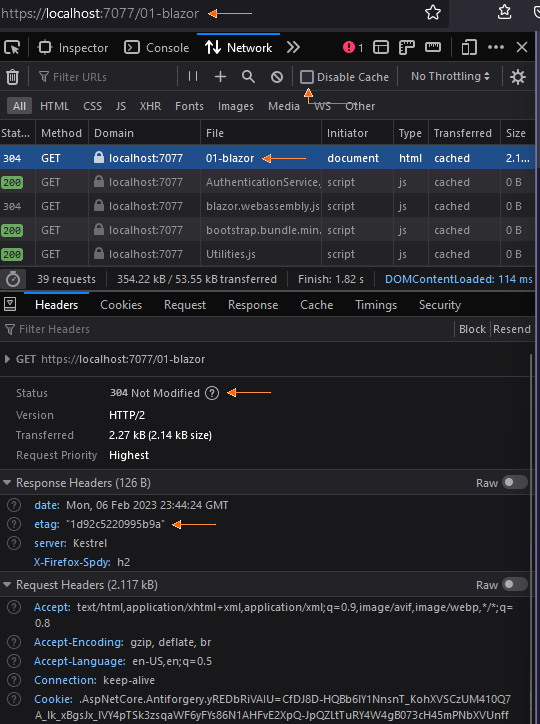 https://localhost:7077/01-blazor
Inspector Console Network 1
Filter URLs Disable Cache No Throttling
All HTML CSS JS XHR Fonts Images Media WS Other
Stat... Method Domain File Initiator Type Transferred Size
304 GET localhost:7077 01-blazor document html cached 2.1...
200 GET localhost:7077 AuthenticationService. script js cached 0 B
304 GET localhost:7077 blazor.webassembly.js script js cached 0 B
200 GET localhost:7077 bootstrap.bundle.min. script js cached 0 B
200 GET localhost:7077 Utilities.js script js cached 0 B
39 requests 354.22 kB / 53.55 kB transferred Finish: 1.82 s DOMContentLoaded: 114 ms
Headers Cookies Request Response Cache Timings Security
Filter Headers Block Resend
GET https://localhost:7077/01-blazor
Status 304 Not Modified ?
Version HTTP/2
Transferred 2.27 kB (2.14 kB size)
Request Priority Highest
Response Headers (126 B) Raw
? date: Mon, 06 Feb 2023 23:44:24 GMT
? etag: "1d92c5220995b9a"
? server: Kestrel
X-Firefox-Spdy: h2
Request Headers (2.117 kB) Raw
? Accept: text/html,application/xhtml+xml,application/xml;q=0.9,image/avif,image/webp,*/*;q=
0.8
? Accept-Encoding: gzip, deflate, br
? Accept-Language: en-US,en;q=0.5
? Connection: keep-alive
? Cookie: .AspNetCore.Antiforgery.yREDbRiVAIU=CfDJ8D-HQBb6IY1NnsnT_KohXVSCzUM410Q7
A_Ik_xBgsJx_IVY4pTSk3zsqaWF6yFYs86N1AHFvE2XpQ-JpQZLtTuRY4W4gB073cH45mPNbXVUnff